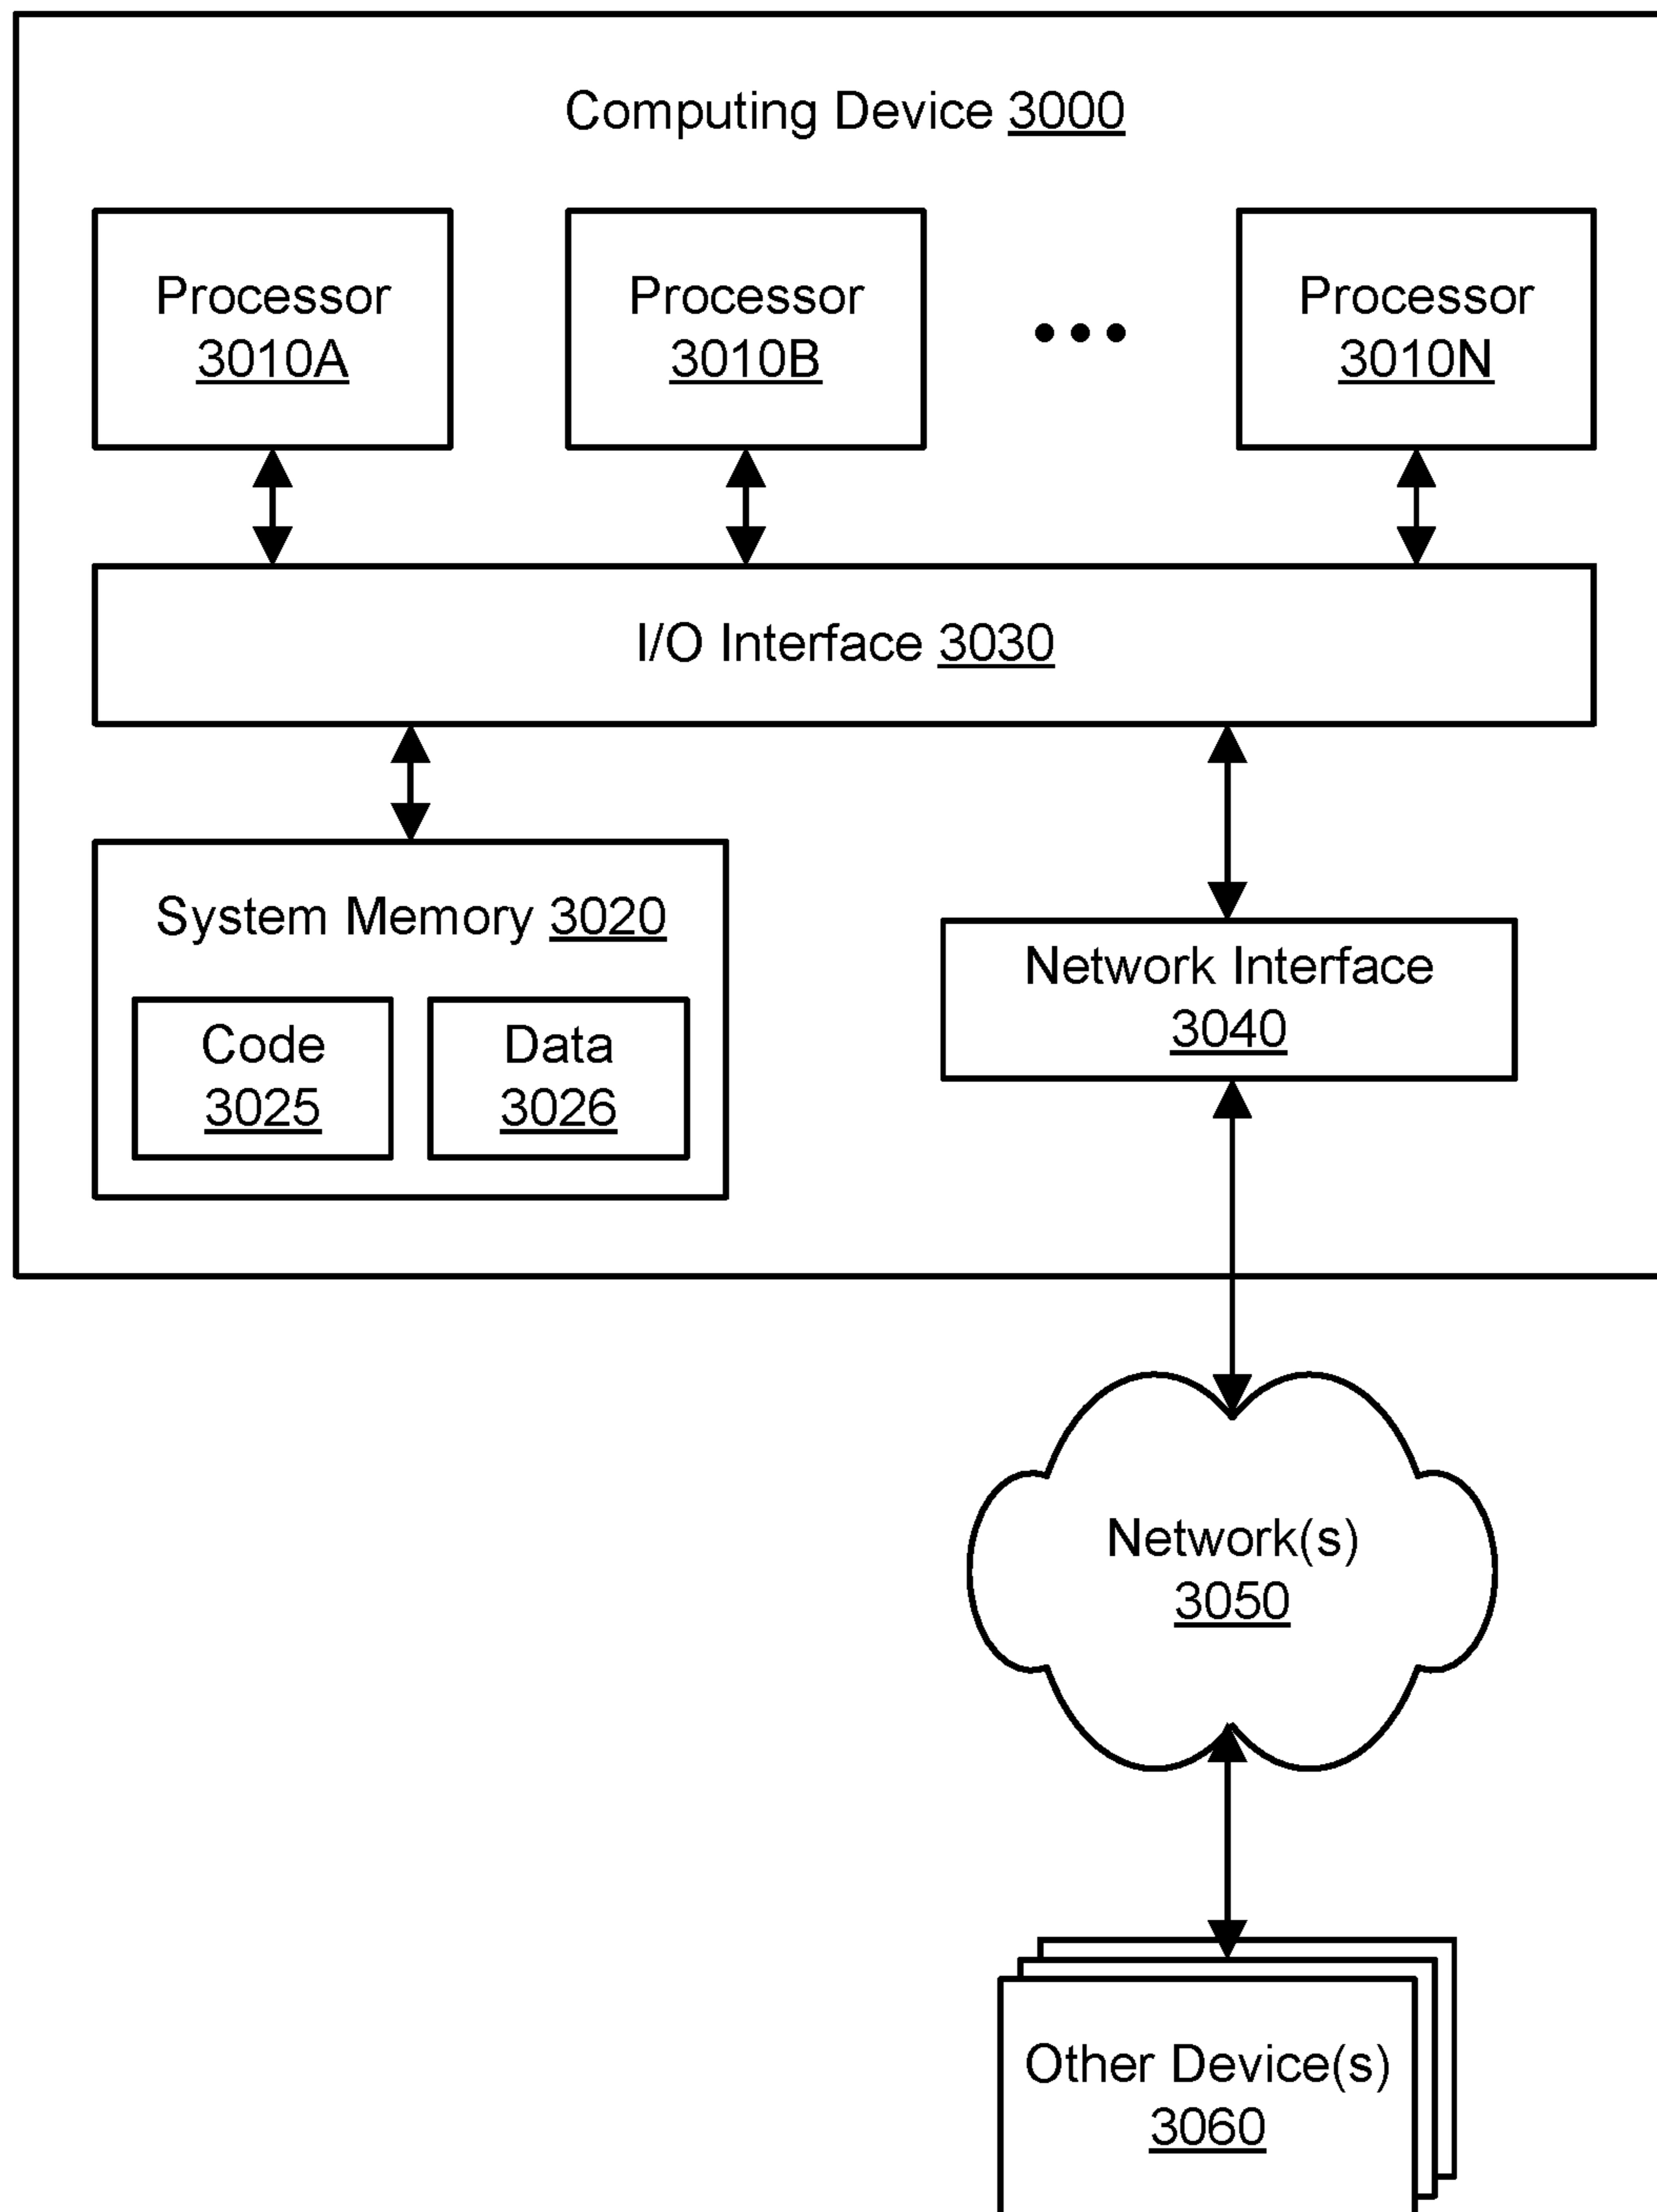 Computing Device 3000
Processor
3010A
Processor
3010B
Processor
3010N
I/O Interface 3030
System Memory 3020
Code
3025
Data
3026
Network Interface
3040
Network(s)
3050
Other Device(s)
3060